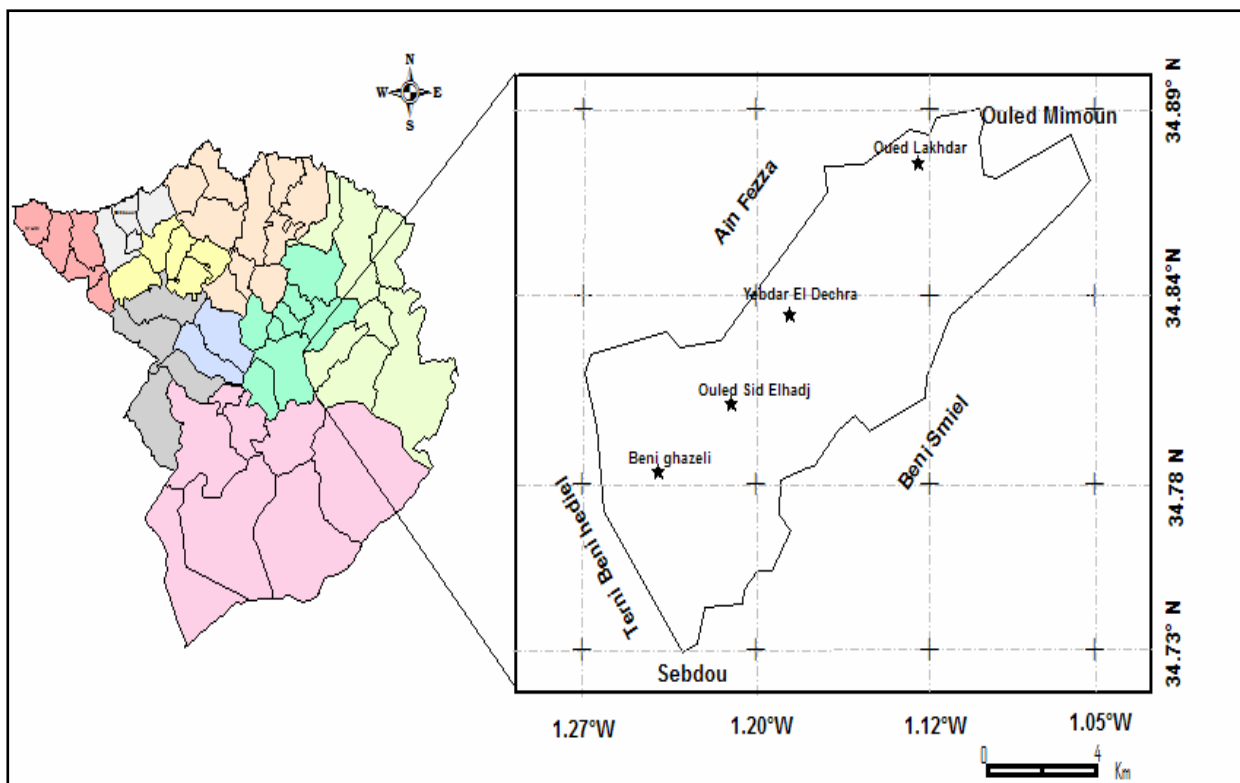 N
W E
S
34.89° N
Ouled Mimoun
Oued Lakhdar
Ain Fezza
34.84°N
Yebdar El Dechra
Ouled Sid Elhadj
Beni Smiel
Beni ghazeli
34.78 N
Terni Beni hediel
34.73° N
Sebdou
1.27°W 1.20°W 1.12°W 1.05°W
0 4
Km